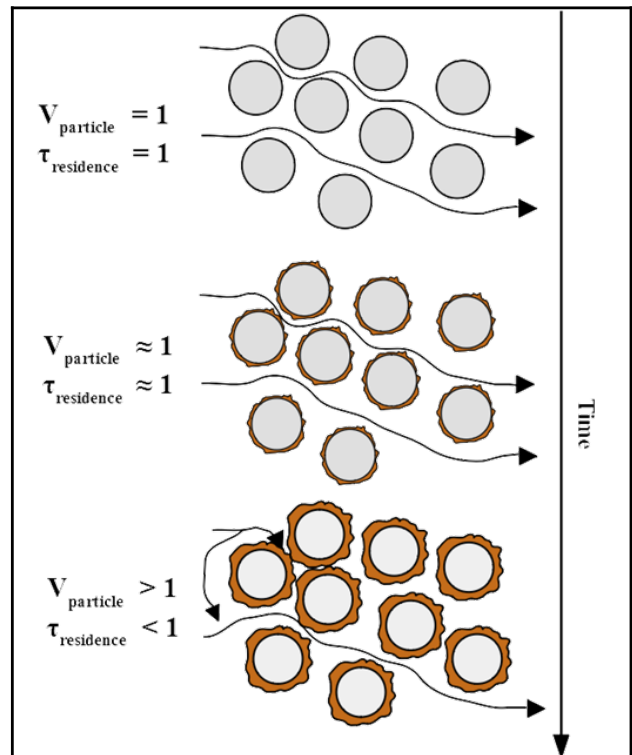 V particle = 1
τ residence = 1
V particle ≈ 1
τ residence ≈ 1
Time
V particle > 1
τ residence < 1